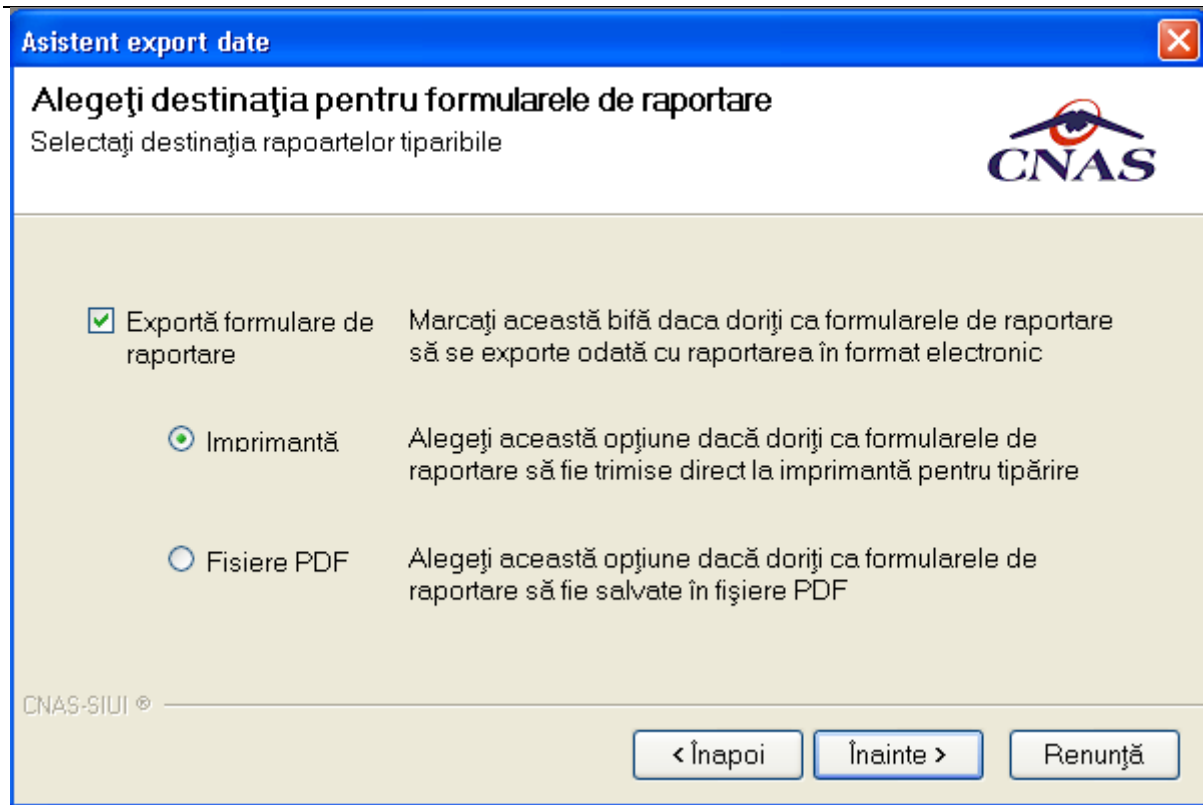 Asistent export date
Alegeţi destinaţia pentru formularele de raportare
Selectaţi destinaţia rapoartelor tiparibile
CNAS
Exportă formulare de raportare
Marcaţi această bifă daca doriţi ca formularele de raportare
să se exporte odată cu raportarea în format electronic
Imprimantă
Alegeţi această opţiune dacă doriţi ca formularele de
raportare să fie trimise direct la imprimantă pentru tipărire
Fisiere PDF
Alegeţi această opţiune dacă doriţi ca formularele de
raportare să fie salvate în fişiere PDF
CNAS-SIUI ®
< Înapoi
Înainte >
Renunţă